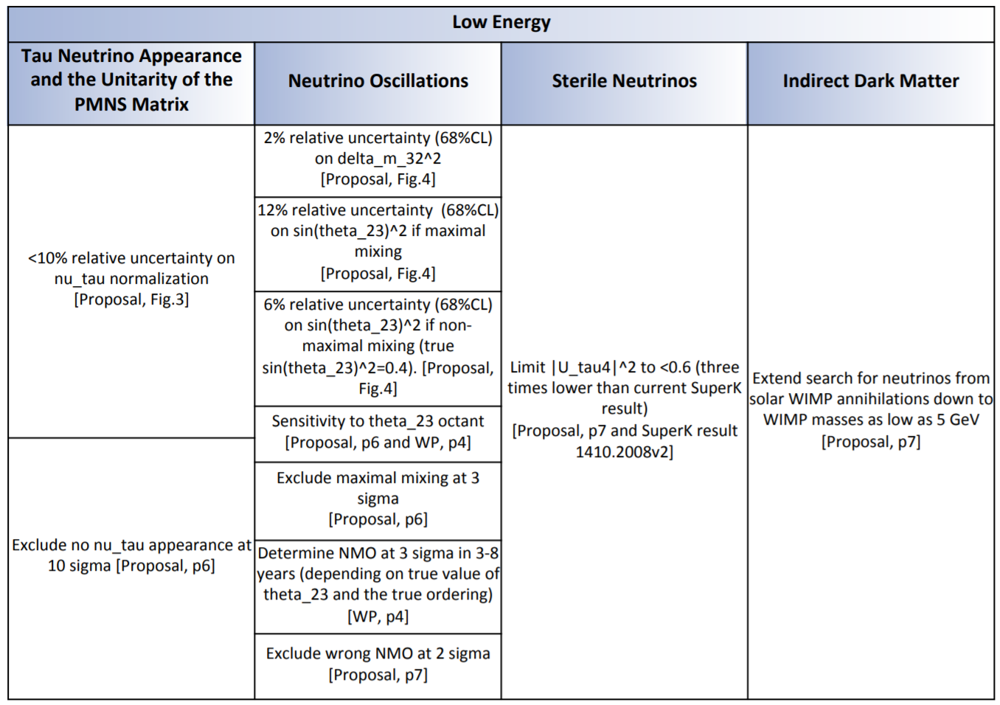 Low Energy
Tau Neutrino Appearance
and the Unitarity of the
PMNS Matrix
Neutrino Oscillations
Sterile Neutrinos
Indirect Dark Matter
<10% relative uncertainty on
nu_tau normalization
[Proposal, Fig.3]
Exclude no nu_tau appearance at
10 sigma [Proposal, p6]
2% relative uncertainty (68%CL)
on delta_m_32^2
[Proposal, Fig.4]
12% relative uncertainty  (68%CL)
on sin(theta_23)^2 if maximal
mixing
[Proposal, Fig.4]
6% relative uncertainty (68%CL)
on sin(theta_23)^2 if non-
maximal mixing (true
sin(theta_23)^2=0.4). [Proposal,
Fig.4]
Sensitivity to theta_23 octant
[Proposal, p6 and WP, p4]
Exclude maximal mixing at 3
sigma
[Proposal, p6]
Determine NMO at 3 sigma in 3-8
years (depending on true value of
theta_23 and the true ordering)
[WP, p4]
Exclude wrong NMO at 2 sigma
[Proposal, p7]
Limit |U_tau4|^2 to <0.6 (three
times lower than current SuperK
result)
[Proposal, p7 and SuperK result
1410.2008v2]
Extend search for neutrinos from
solar WIMP annihilations down to
WIMP masses as low as 5 GeV
[Proposal, p7]